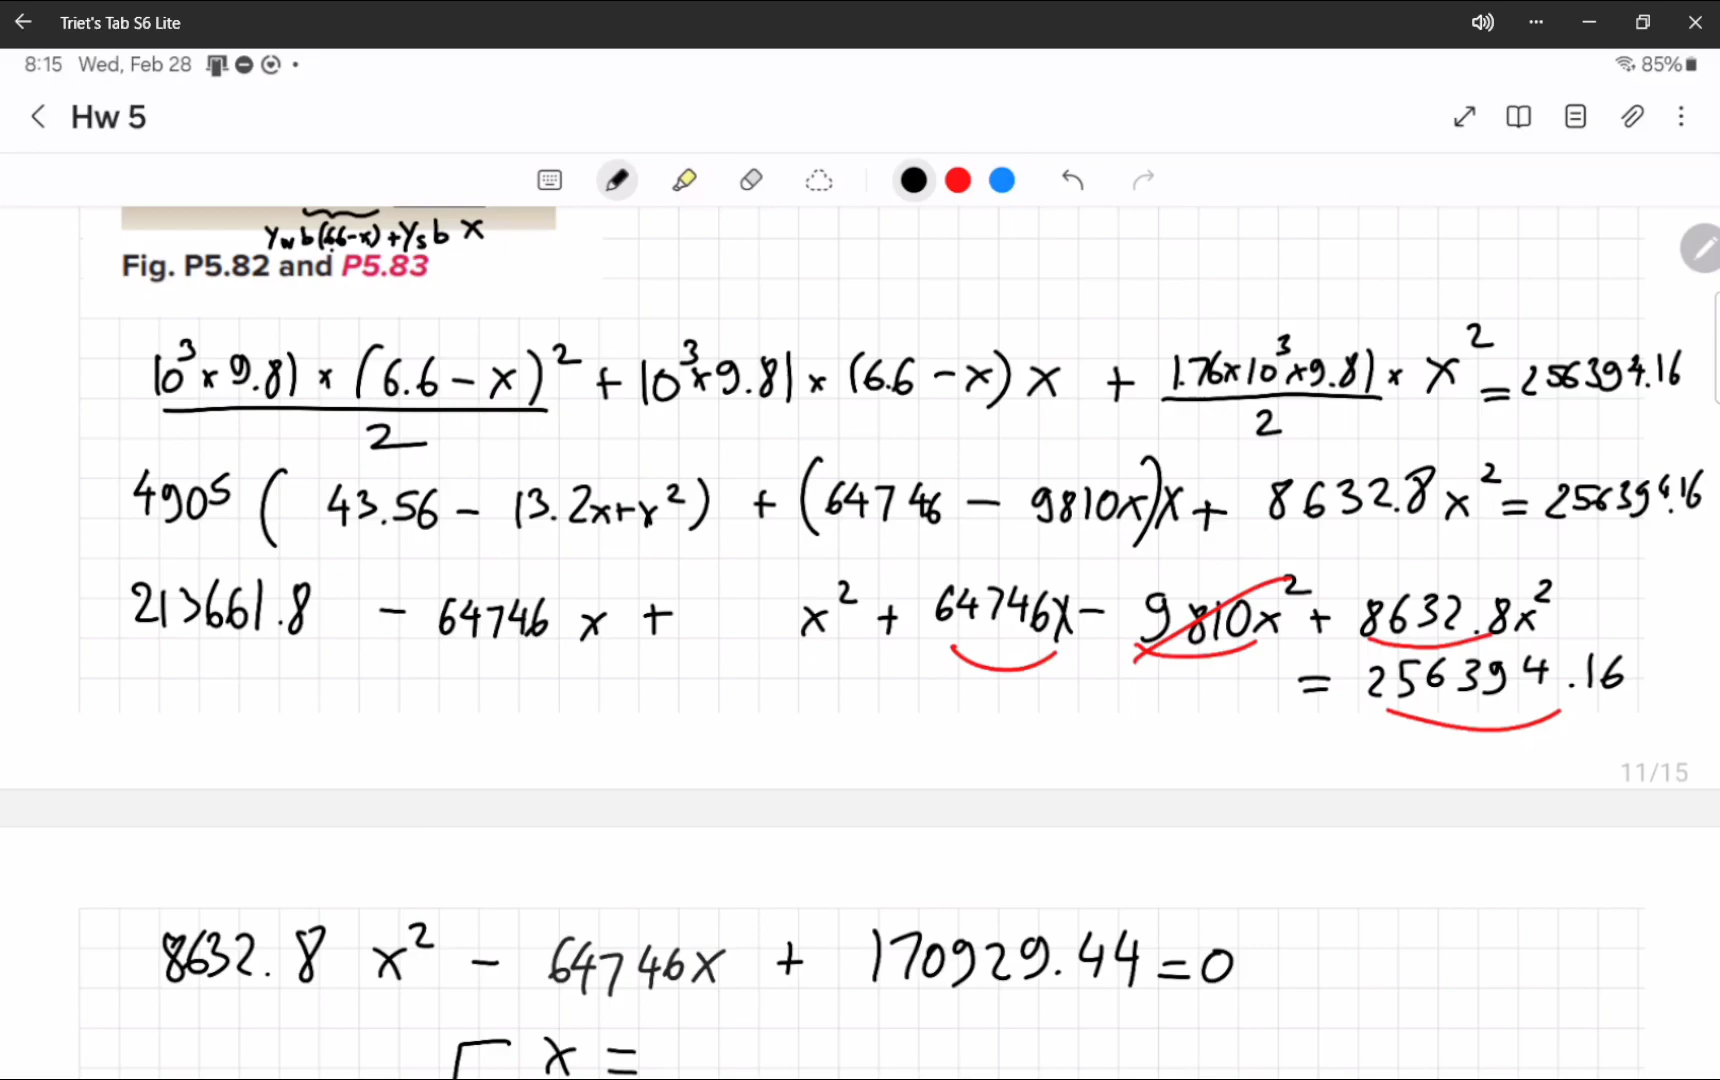 Triet's Tab S6 Lite
8:15 Wed, Feb 28
85%
Hw 5
γw b(6.6-x) + γs b x
Fig. P5.82 and P5.83
(10³ × 9.81 × (6.6 - x)²)/2 + 10³ × 9.81 × (6.6 - x) x + (1.76 × 10³ × 9.81)/2 × x² = 256394.16
4905 ( 43.56 - 13.2x + x² ) + (64746 - 9810x)x + 8632.8x² = 256394.16
213661.8 - 64746 x + x² + 64746x - 9810x² + 8632.8x²
= 256394.16
11/15
8632.8 x² - 64746x + 170929.44 = 0
x =